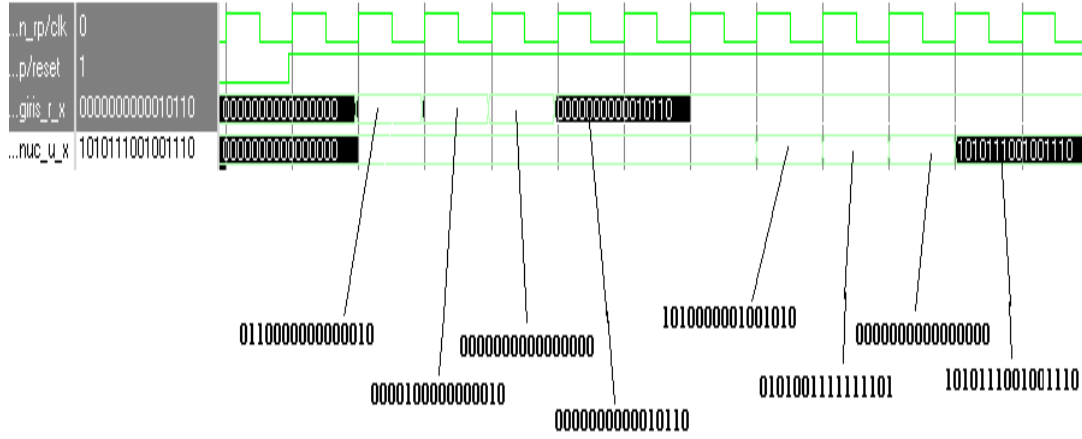 ...n_rp/clk 0
...p/reset 1
...giris_r_x 0000000000010110 0000000000000000 0000000000010110
...nuc_u_x 1010111001001110 0000000000000000 1010111001001110
0110000000000010
0000100000000010
0000000000000000
0000000000010110
1010000001001010
0101001111111101
0000000000000000
1010111001001110